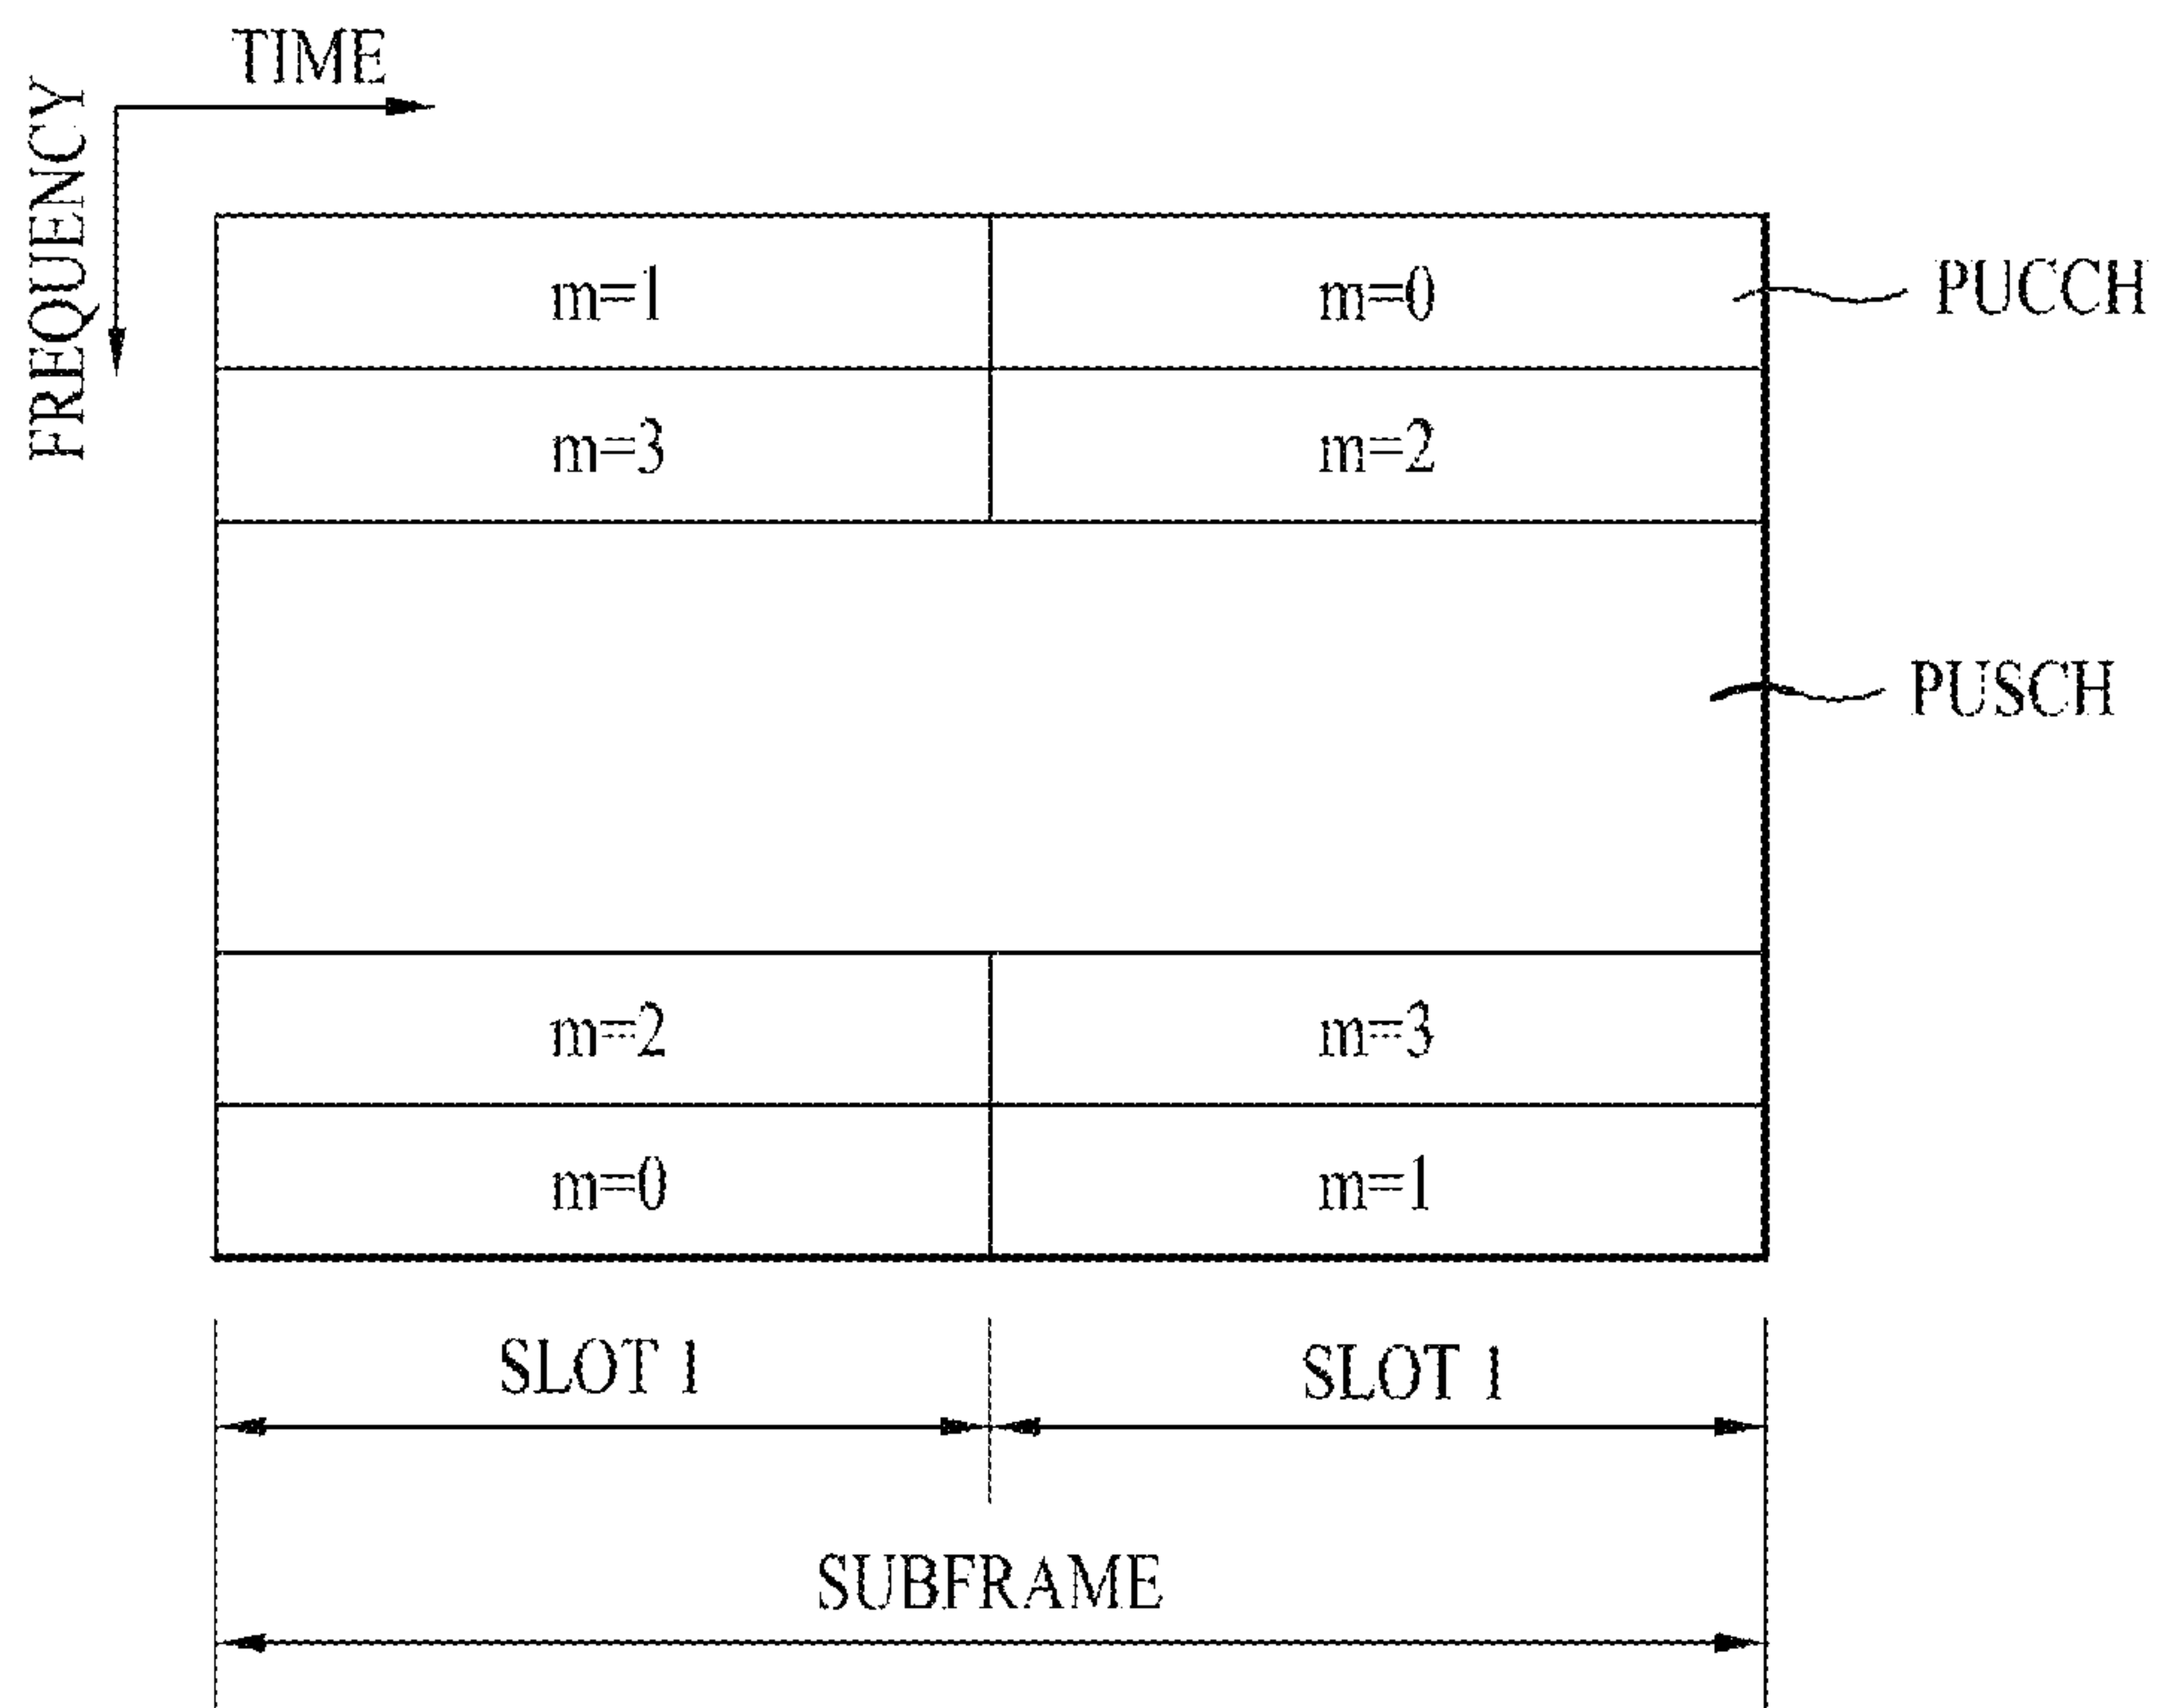 TIME
FREQUENCY
m=1
m=0
PUCCH
m=3
m=2
PUSCH
m=2
m=3
m=0
m=1
SLOT 1
SLOT 1
SUBFRAME